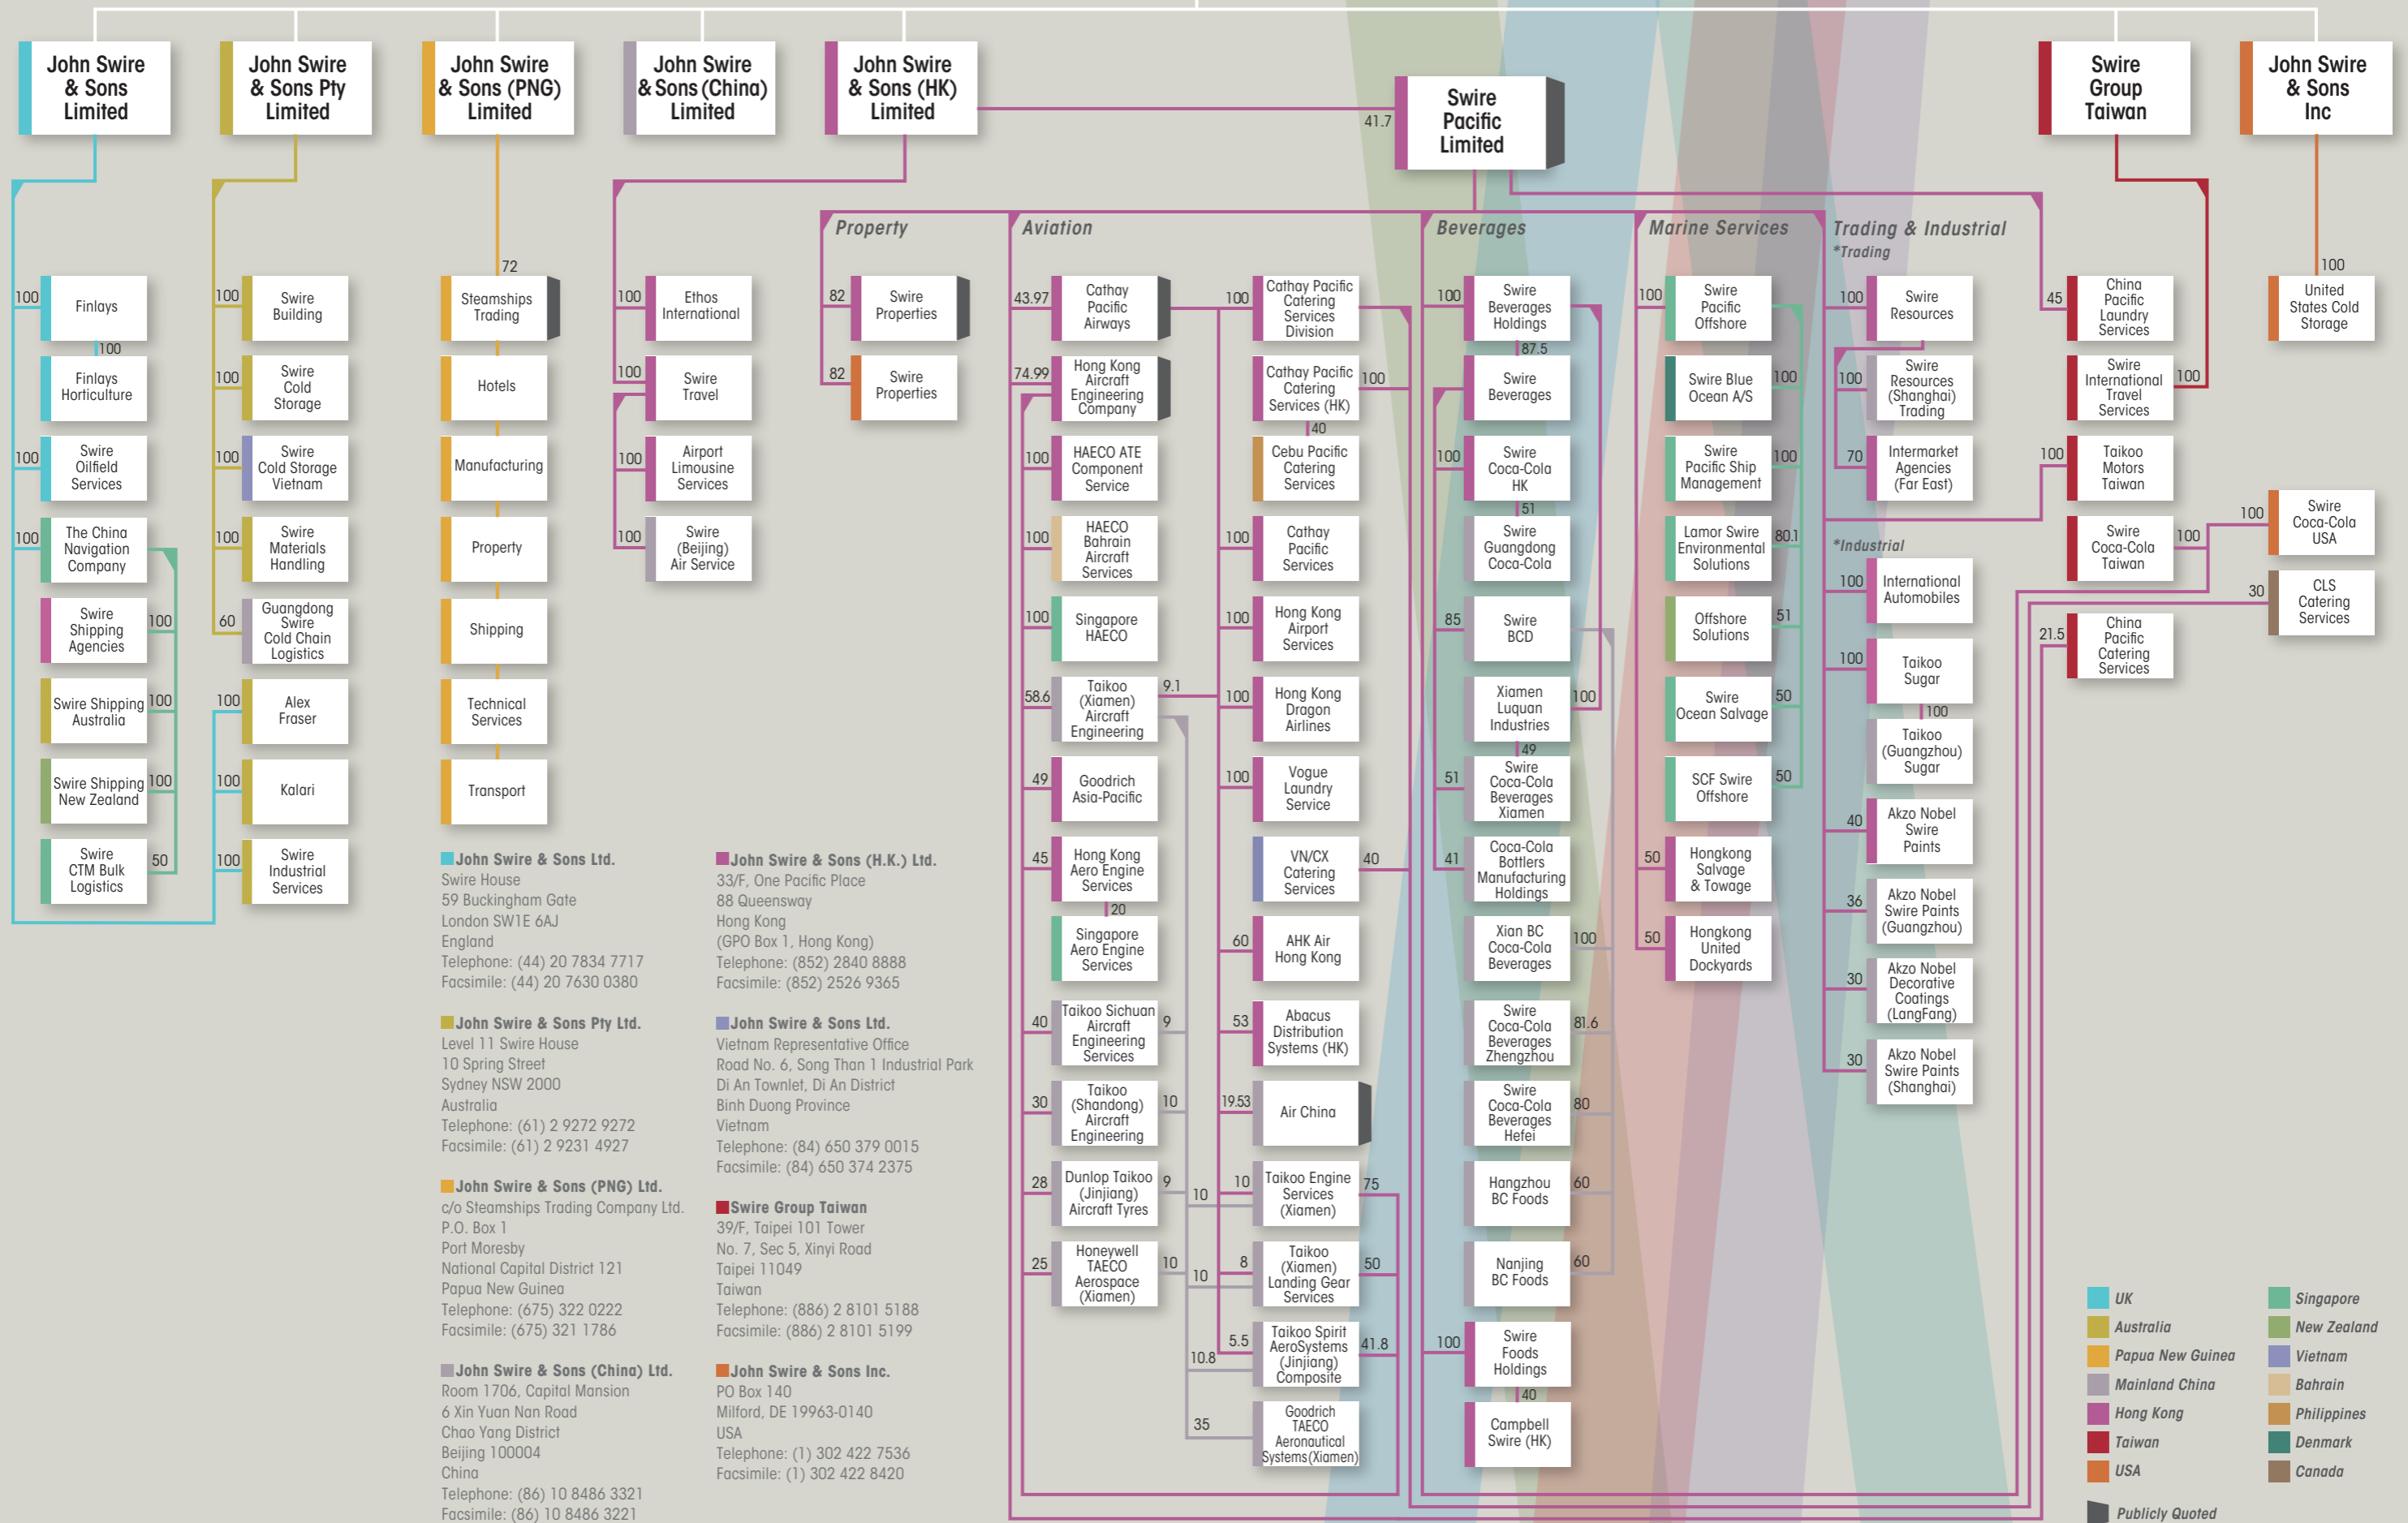 John Swire
& Sons
Limited
John Swire
& Sons Pty
Limited
John Swire
& Sons (PNG)
Limited
John Swire
& Sons (China)
Limited
John Swire
& Sons (HK)
Limited
41.7
Swire
Pacific
Limited
Swire
Group
Taiwan
John Swire
& Sons
Inc
100
Finlays
100
Finlays
Horticulture
100
Swire
Oilfield
Services
100
The China
Navigation
Company
Swire
Shipping
Agencies
100
Swire Shipping
Australia
100
Swire Shipping
New Zealand
100
Swire
CTM Bulk
Logistics
50
100
Swire
Building
100
Swire
Cold
Storage
100
Swire
Cold Storage
Vietnam
100
Swire
Materials
Handling
60
Guangdong
Swire
Cold Chain
Logistics
100
Alex
Fraser
100
Kalari
100
Swire
Industrial
Services
72
Steamships
Trading
Hotels
Manufacturing
Property
Shipping
Technical
Services
Transport
100
Ethos
International
100
Swire
Travel
100
Airport
Limousine
Services
100
Swire
(Beijing)
Air Service
Property
82
Swire
Properties
82
Swire
Properties
Aviation
43.97
Cathay
Pacific
Airways
74.99
Hong Kong
Aircraft
Engineering
Company
100
HAECO ATE
Component
Service
100
HAECO
Bahrain
Aircraft
Services
100
Singapore
HAECO
58.6
Taikoo
(Xiamen)
Aircraft
Engineering
9.1
49
Goodrich
Asia-Pacific
45
Hong Kong
Aero Engine
Services
20
Singapore
Aero Engine
Services
40
Taikoo Sichuan
Aircraft
Engineering
Services
9
30
Taikoo
(Shandong)
Aircraft
Engineering
10
28
Dunlop Taikoo
(Jinjiang)
Aircraft Tyres
9
25
Honeywell
TAECO
Aerospace
(Xiamen)
10
100
Cathay Pacific
Catering
Services
Division
Cathay Pacific
Catering
Services (HK)
100
40
Cebu Pacific
Catering
Services
100
Cathay
Pacific
Services
100
Hong Kong
Airport
Services
100
Hong Kong
Dragon
Airlines
100
Vogue
Laundry
Service
VN/CX
Catering
Services
40
60
AHK Air
Hong Kong
53
Abacus
Distribution
Systems (HK)
19.53
Air China
10
10
Taikoo Engine
Services
(Xiamen)
75
8
10
Taikoo
(Xiamen)
Landing Gear
Services
50
5.5
10.8
Taikoo Spirit
AeroSystems
(Jinjiang)
Composite
41.8
35
Goodrich
TAECO
Aeronautical
Systems(Xiamen)
Beverages
100
Swire
Beverages
Holdings
87.5
Swire
Beverages
100
Swire
Coca-Cola
HK
51
Swire
Guangdong
Coca-Cola
85
Swire
BCD
Xiamen
Luquan
Industries
100
49
51
Swire
Coca-Cola
Beverages
Xiamen
41
Coca-Cola
Bottlers
Manufacturing
Holdings
Xian BC
Coca-Cola
Beverages
100
Swire
Coca-Cola
Beverages
Zhengzhou
81.6
Swire
Coca-Cola
Beverages
Hefei
80
Hangzhou
BC Foods
60
Nanjing
BC Foods
60
100
Swire
Foods
Holdings
40
Campbell
Swire (HK)
Marine Services
100
Swire
Pacific
Offshore
Swire Blue
Ocean A/S
100
Swire
Pacific Ship
Management
100
Lamor Swire
Environmental
Solutions
80.1
Offshore
Solutions
51
Swire
Ocean Salvage
50
SCF Swire
Offshore
50
50
Hongkong
Salvage
& Towage
50
Hongkong
United
Dockyards
Trading & Industrial
*Trading
100
Swire
Resources
100
Swire
Resources
(Shanghai)
Trading
70
Intermarket
Agencies
(Far East)
*Industrial
100
International
Automobiles
100
Taikoo
Sugar
100
Taikoo
(Guangzhou)
Sugar
40
Akzo Nobel
Swire
Paints
36
Akzo Nobel
Swire Paints
(Guangzhou)
30
Akzo Nobel
Decorative
Coatings
(LangFang)
30
Akzo Nobel
Swire Paints
(Shanghai)
45
China
Pacific
Laundry
Services
Swire
International
Travel
Services
100
100
Taikoo
Motors
Taiwan
Swire
Coca-Cola
Taiwan
100
21.5
China
Pacific
Catering
Services
100
United
States Cold
Storage
100
Swire
Coca-Cola
USA
30
CLS
Catering
Services
John Swire & Sons Ltd.
Swire House
59 Buckingham Gate
London SW1E 6AJ
England
Telephone: (44) 20 7834 7717
Facsimile: (44) 20 7630 0380
John Swire & Sons Pty Ltd.
Level 11 Swire House
10 Spring Street
Sydney NSW 2000
Australia
Telephone: (61) 2 9272 9272
Facsimile: (61) 2 9231 4927
John Swire & Sons (PNG) Ltd.
c/o Steamships Trading Company Ltd.
P.O. Box 1
Port Moresby
National Capital District 121
Papua New Guinea
Telephone: (675) 322 0222
Facsimile: (675) 321 1786
John Swire & Sons (China) Ltd.
Room 1706, Capital Mansion
6 Xin Yuan Nan Road
Chao Yang District
Beijing 100004
China
Telephone: (86) 10 8486 3321
Facsimile: (86) 10 8486 3221
John Swire & Sons (H.K.) Ltd.
33/F, One Pacific Place
88 Queensway
Hong Kong
(GPO Box 1, Hong Kong)
Telephone: (852) 2840 8888
Facsimile: (852) 2526 9365
John Swire & Sons Ltd.
Vietnam Representative Office
Road No. 6, Song Than 1 Industrial Park
Di An Townlet, Di An District
Binh Duong Province
Vietnam
Telephone: (84) 650 379 0015
Facsimile: (84) 650 374 2375
Swire Group Taiwan
39/F, Taipei 101 Tower
No. 7, Sec 5, Xinyi Road
Taipei 11049
Taiwan
Telephone: (886) 2 8101 5188
Facsimile: (886) 2 8101 5199
John Swire & Sons Inc.
PO Box 140
Milford, DE 19963-0140
USA
Telephone: (1) 302 422 7536
Facsimile: (1) 302 422 8420
UK
Australia
Papua New Guinea
Mainland China
Hong Kong
Taiwan
USA
Singapore
New Zealand
Vietnam
Bahrain
Philippines
Denmark
Canada
Publicly Quoted